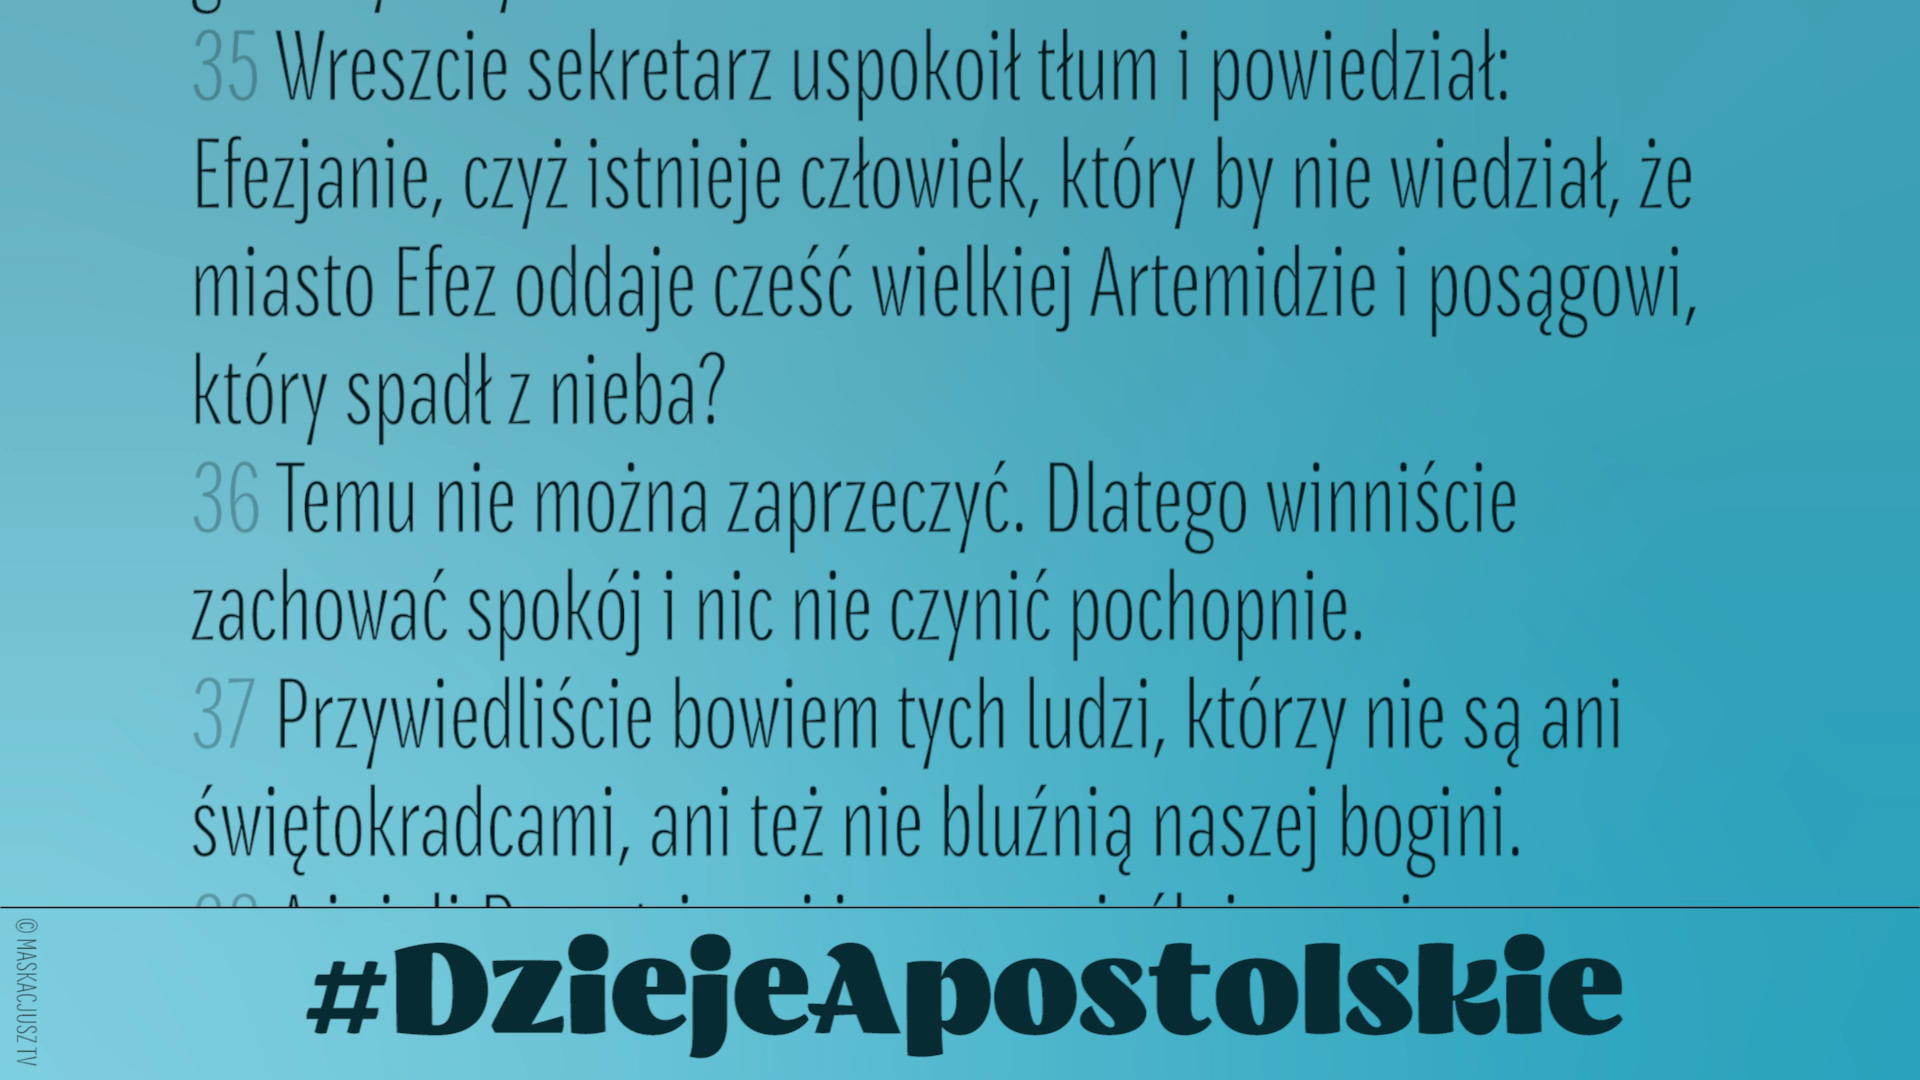 35 Wreszcie sekretarz uspokoił tłum i powiedział:
Efezjanie, czyż istnieje człowiek, który by nie wiedział, że
miasto Efez oddaje cześć wielkiej Artemidzie i posągowi,
który spadł z nieba?
36 Temu nie można zaprzeczyć. Dlatego winniście
zachować spokój i nic nie czynić pochopnie.
37 Przywiedliście bowiem tych ludzi, którzy nie są ani
świętokradcami, ani też nie bluźnią naszej bogini.
#DziejeApostolskie
© MASKACJUSZ TV